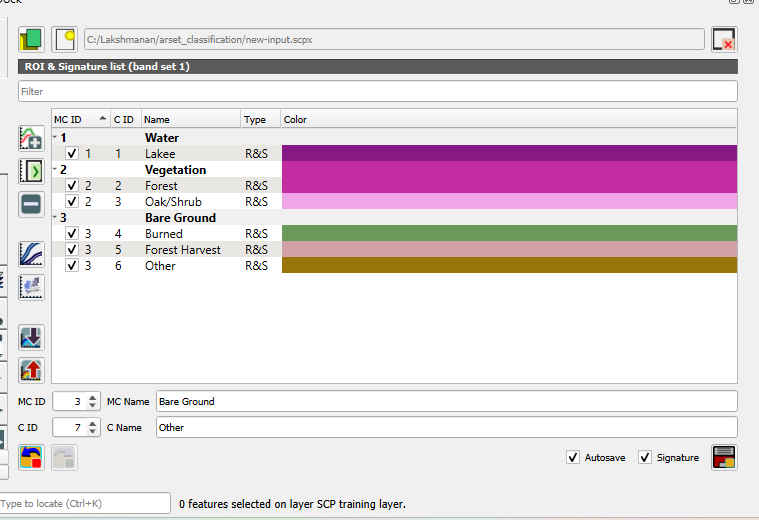 Dock
C:/Lakshmanan/arset_classification/new-input.scpx
ROI & Signature list (band set 1)
Filter
MC ID C ID Name Type Color
1 Water
1 1 Lakee R&S
2 Vegetation
2 2 Forest R&S
2 3 Oak/Shrub R&S
3 Bare Ground
3 4 Burned R&S
3 5 Forest Harvest R&S
3 6 Other R&S
MC ID 3 MC Name Bare Ground
C ID 7 C Name Other
Autosave Signature
Type to locate (Ctrl+K) 0 features selected on layer SCP training layer.